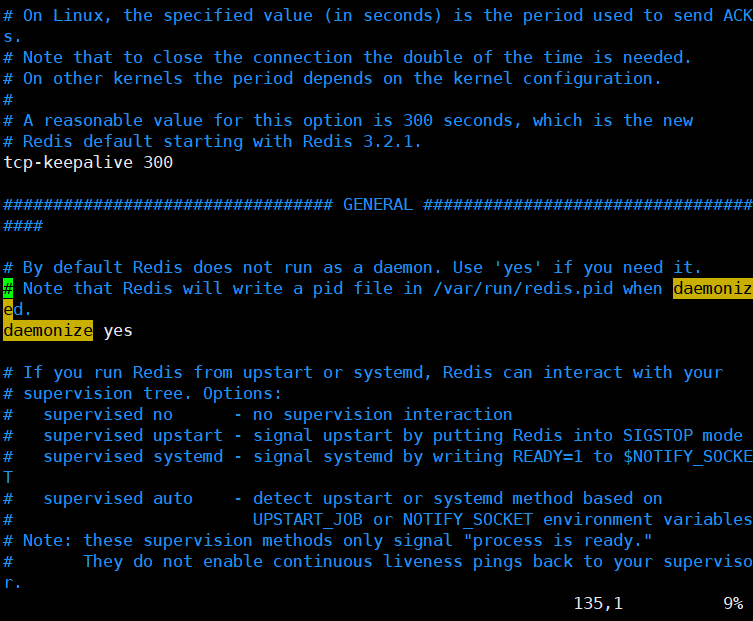 # On Linux, the specified value (in seconds) is the period used to send ACK
s.
# Note that to close the connection the double of the time is needed.
# On other kernels the period depends on the kernel configuration.
#
# A reasonable value for this option is 300 seconds, which is the new
# Redis default starting with Redis 3.2.1.
tcp-keepalive 300
################################# GENERAL #################################
####
# By default Redis does not run as a daemon. Use 'yes' if you need it.
# Note that Redis will write a pid file in /var/run/redis.pid when daemoniz
ed.
daemonize yes
# If you run Redis from upstart or systemd, Redis can interact with your
# supervision tree. Options:
#   supervised no      - no supervision interaction
#   supervised upstart - signal upstart by putting Redis into SIGSTOP mode
#   supervised systemd - signal systemd by writing READY=1 to $NOTIFY_SOCKE
T
#   supervised auto    - detect upstart or systemd method based on
#                        UPSTART_JOB or NOTIFY_SOCKET environment variables
# Note: these supervision methods only signal "process is ready."
#       They do not enable continuous liveness pings back to your superviso
r.
135,1          9%